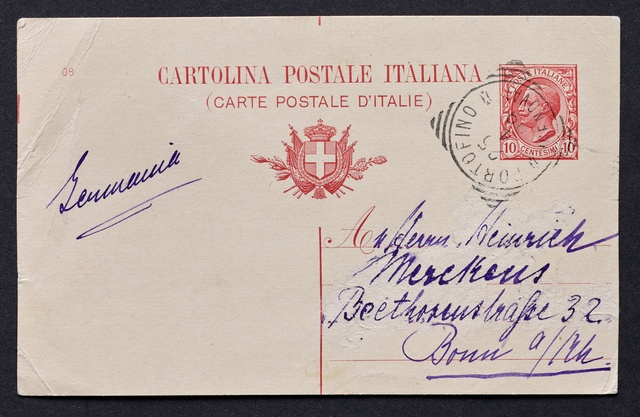 08
CARTOLINA POSTALE ITALIANA
(CARTE POSTALE D'ITALIE)
POSTE ITALIANE
10 CENTESIMI 10
PORTOFINO
Germania
A n Herrn Heinrich
Merckens
Beethovenstraße 32.
Bonn a/Rh.